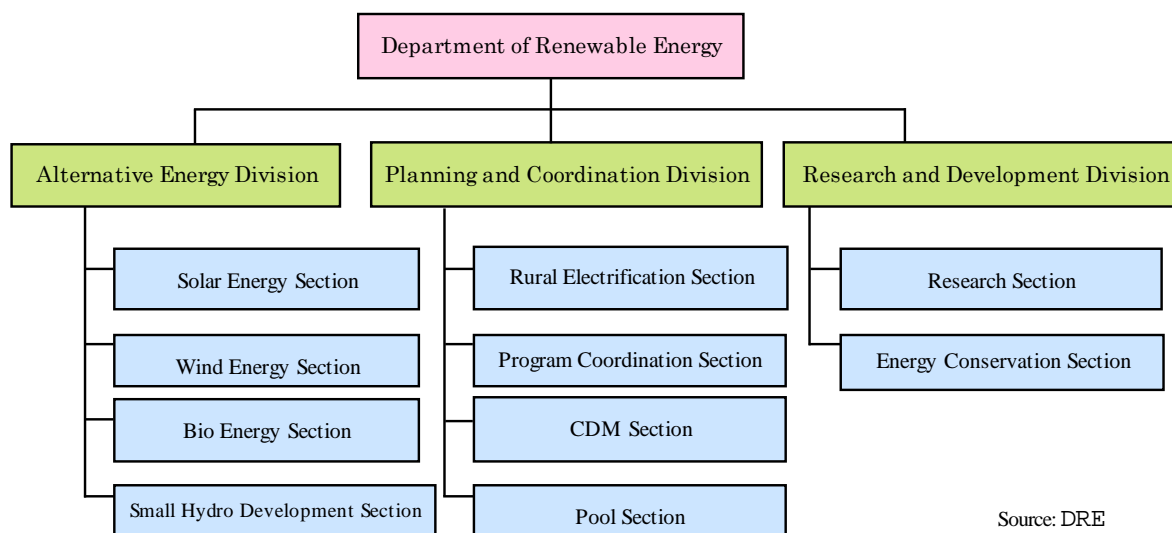 Department of Renewable Energy
Alternative Energy Division
Planning and Coordination Division
Research and Development Division
Solar Energy Section
Wind Energy Section
Bio Energy Section
Small Hydro Development Section
Rural Electrification Section
Program Coordination Section
CDM Section
Pool Section
Research Section
Energy Conservation Section
Source: DRE